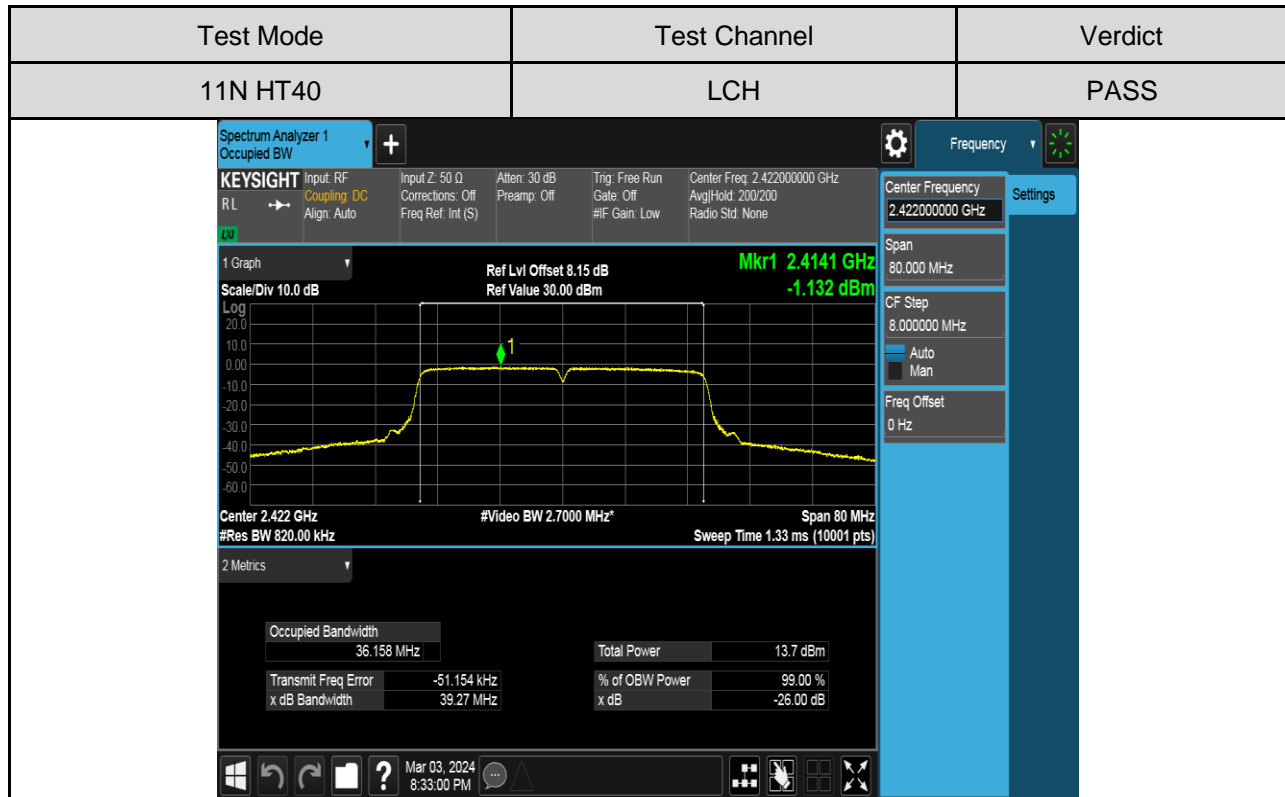 Test Mode Test Channel Verdict
11N HT40 LCH PASS
Spectrum Analyzer 1
Occupied BW
Frequency
KEYSIGHT
RL
LXI
Input: RF
Coupling: DC
Align: Auto
Input Z: 50 Ω
Corrections: Off
Freq Ref: Int (S)
Atten: 30 dB
Preamp: Off
Trig: Free Run
Gate: Off
#IF Gain: Low
Center Freq: 2.422000000 GHz
Avg|Hold: 200/200
Radio Std: None
Center Frequency
2.422000000 GHz
Settings
Span
80.000 MHz
CF Step
8.000000 MHz
Auto
Man
Freq Offset
0 Hz
1 Graph
Scale/Div 10.0 dB
Ref Lvl Offset 8.15 dB
Ref Value 30.00 dBm
Mkr1 2.4141 GHz
-1.132 dBm
Log
20.0
10.0
0.00
-10.0
-20.0
-30.0
-40.0
-50.0
-60.0
1
Center 2.422 GHz
#Res BW 820.00 kHz
#Video BW 2.7000 MHz*
Span 80 MHz
Sweep Time 1.33 ms (10001 pts)
2 Metrics
Occupied Bandwidth
36.158 MHz
Total Power 13.7 dBm
Transmit Freq Error -51.154 kHz
% of OBW Power 99.00 %
x dB Bandwidth 39.27 MHz
x dB -26.00 dB
Mar 03, 2024
8:33:00 PM